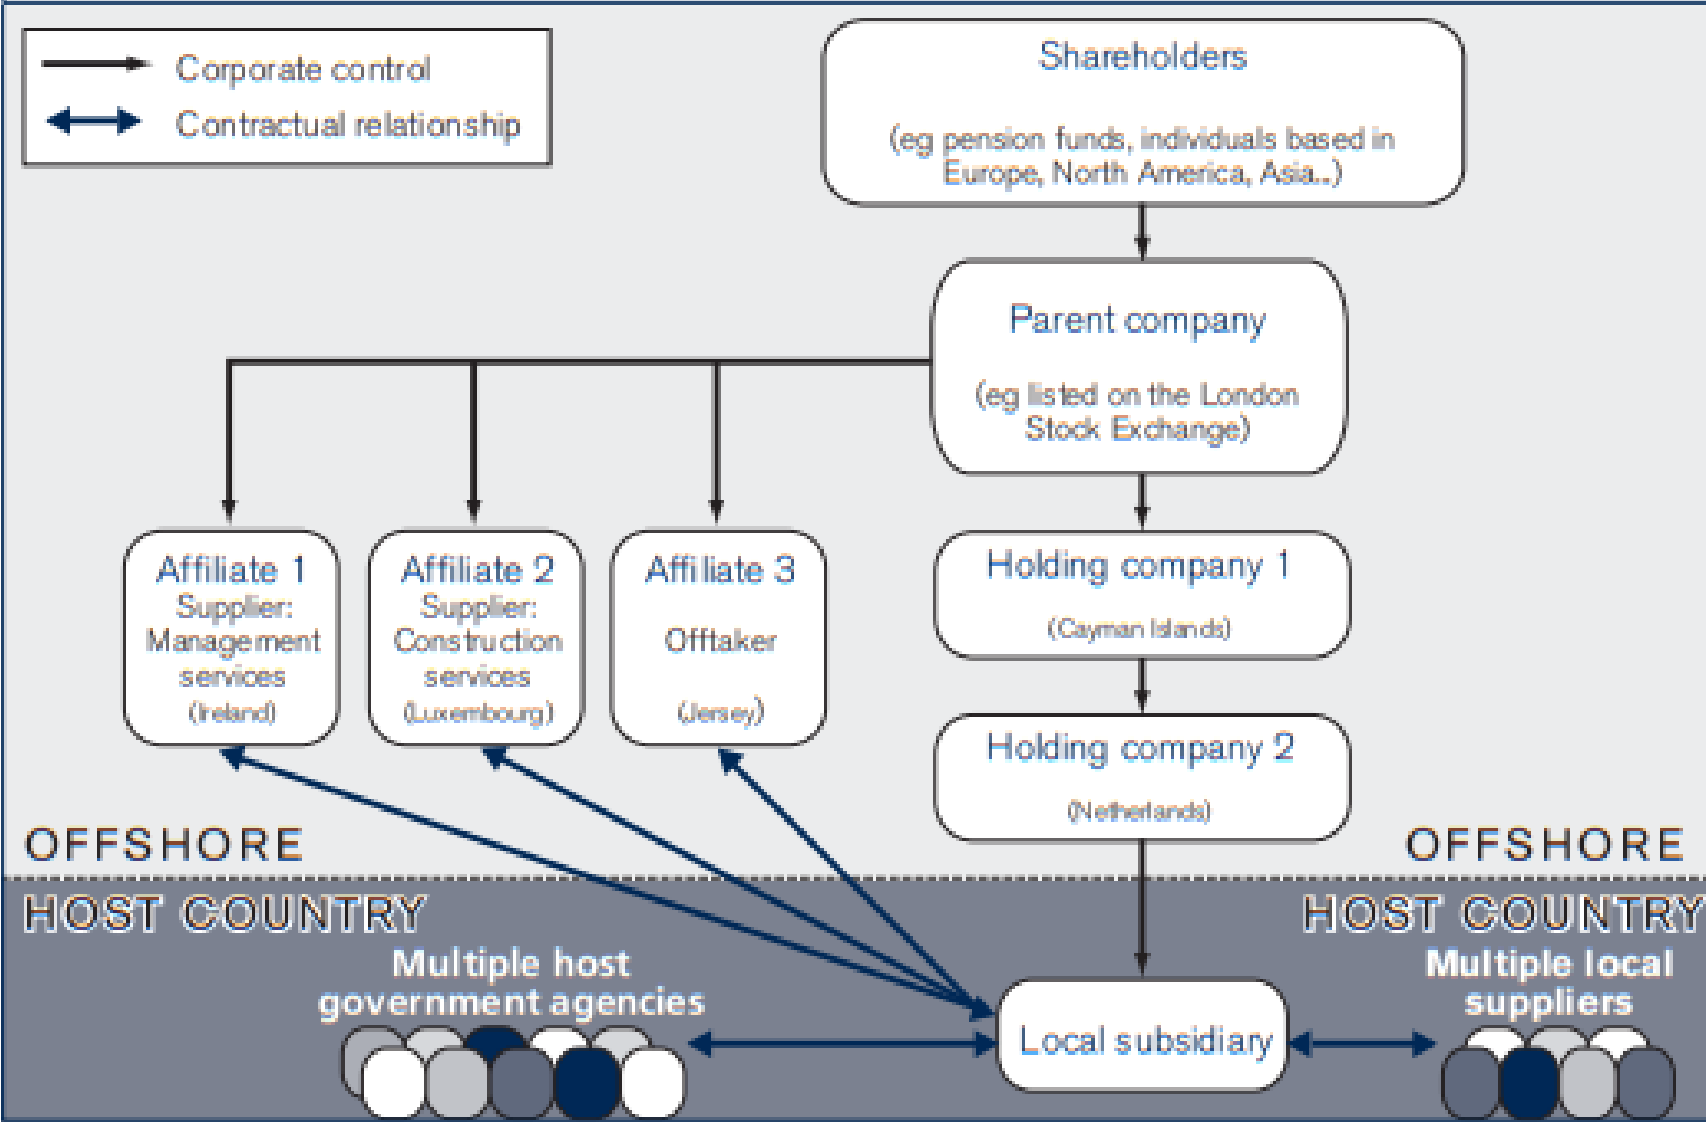 Corporate control
Contractual relationship
Shareholders
(eg pension funds, individuals based in
Europe, North America, Asia...)
Parent company
(eg listed on the London
Stock Exchange)
Affiliate 1
Supplier:
Management
services
(Ireland)
Affiliate 2
Supplier:
Construction
services
(Luxembourg)
Affiliate 3
Offtaker
(Jersey)
Holding company 1
(Cayman Islands)
Holding company 2
(Netherlands)
OFFSHORE
OFFSHORE
HOST COUNTRY
HOST COUNTRY
Multiple host
government agencies
Local subsidiary
Multiple local
suppliers